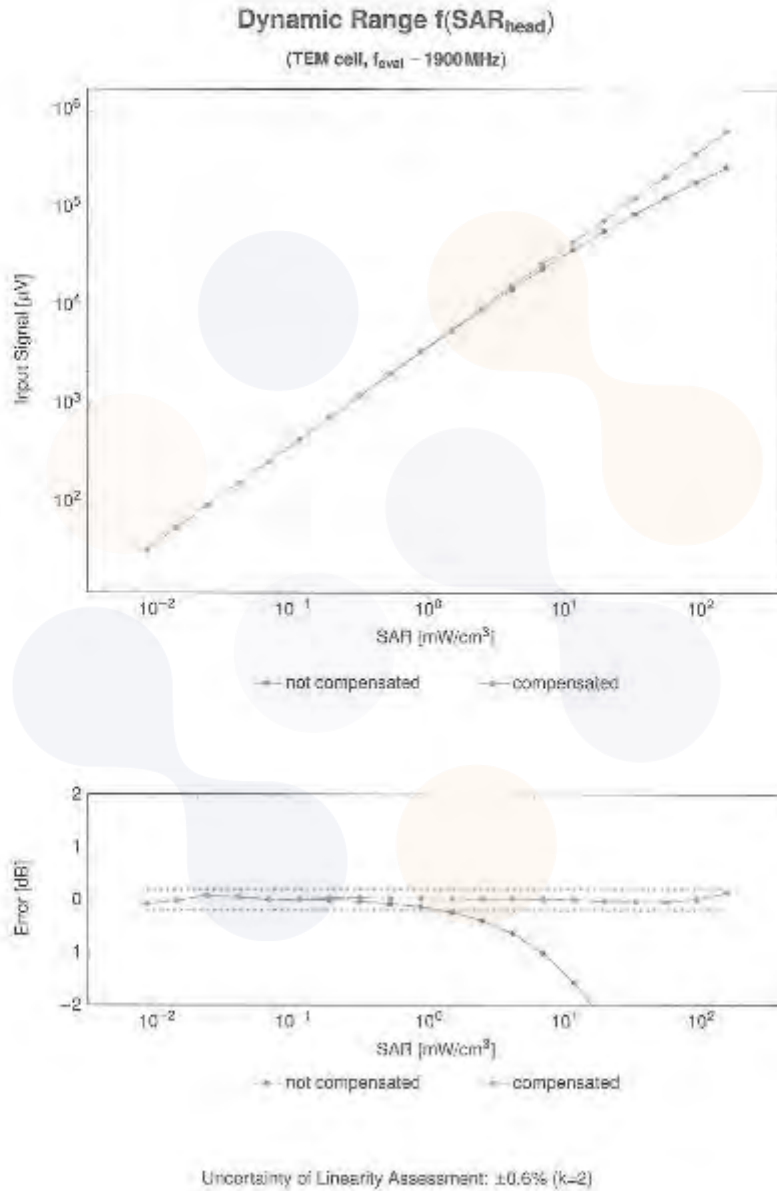 Dynamic Range f(SAR_head)
(TEM cell, f_eval = 1900MHz)
10⁶
10⁵
10⁴
10³
10²
Input Signal [µV]
10⁻² 10⁻¹ 10⁰ 10¹ 10²
SAR [mW/cm³]
not compensated compensated
2
1
0
1
−2
Error [dB]
10⁻² 10⁻¹ 10⁰ 10¹ 10²
SAR [mW/cm³]
not compensated compensated
Uncertainty of Linearity Assessment: ±0.6% (k=2)